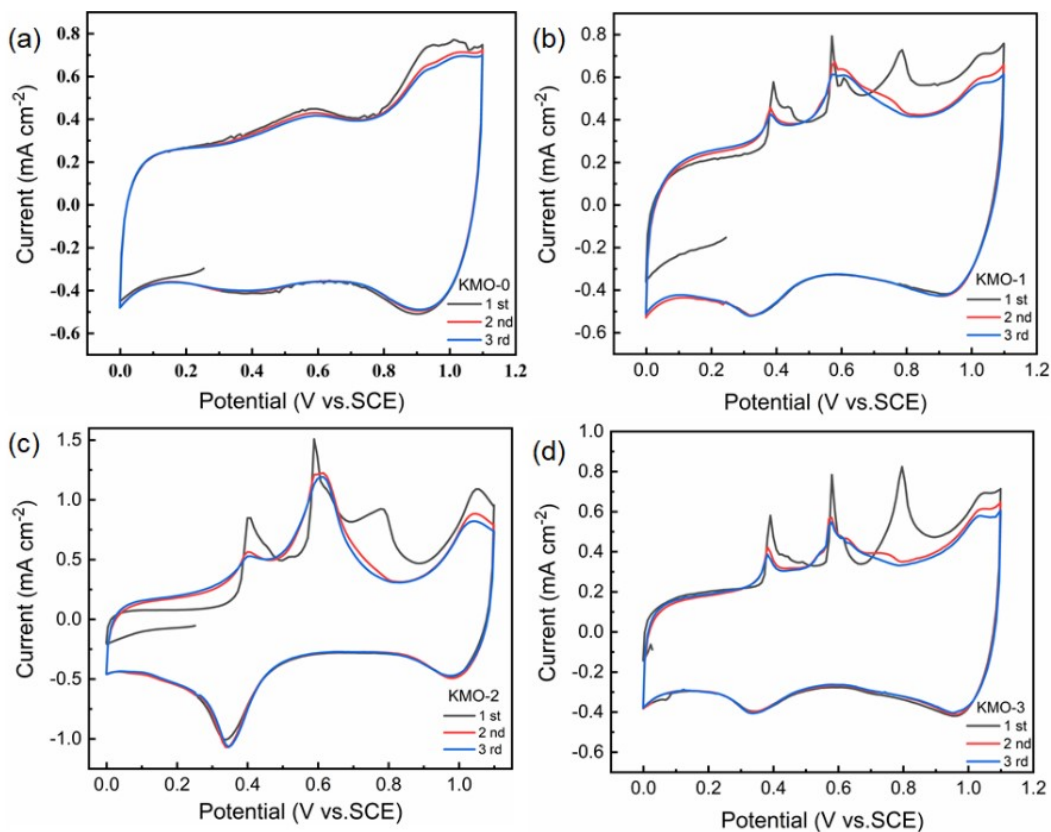 (a)
0.8
0.6
0.4
0.2
0.0
-0.2
-0.4
-0.6
Current (mA cm-2)
KMO-0
1 st
2 nd
3 rd
0.0 0.2 0.4 0.6 0.8 1.0 1.2
Potential (V vs.SCE)
(b)
0.8
0.6
0.4
0.2
0.0
-0.2
-0.4
-0.6
Current (mA cm-2)
KMO-1
1 st
2 nd
3 rd
0.0 0.2 0.4 0.6 0.8 1.0 1.2
Potential (V vs.SCE)
(c)
1.5
1.0
0.5
0.0
-0.5
-1.0
Current (mA cm-2)
KMO-2
1 st
2 nd
3 rd
0.0 0.2 0.4 0.6 0.8 1.0
Potential (V vs.SCE)
(d)
1.0
0.8
0.6
0.4
0.2
0.0
-0.2
-0.4
-0.6
Current (mA cm-2)
KMO-3
1 st
2 nd
3 rd
0.0 0.2 0.4 0.6 0.8 1.0 1.2
Potential (V vs.SCE)